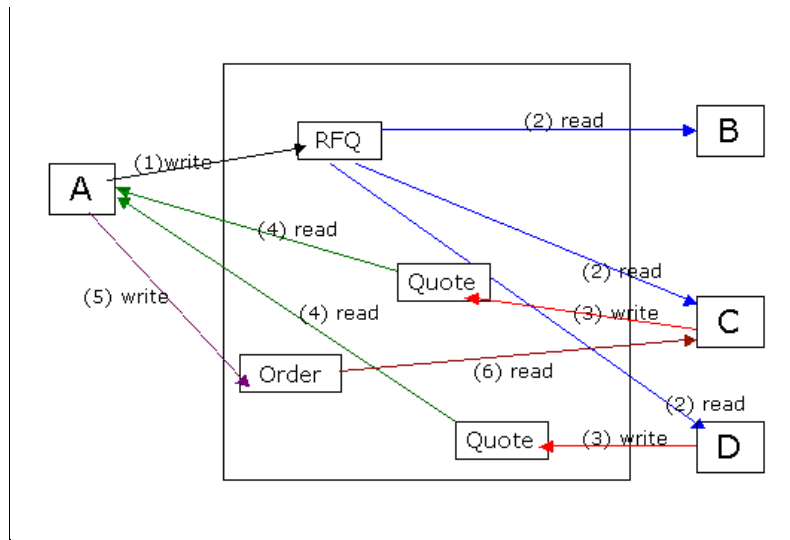 (2) read
B
RFQ
(1)write
A
(4) read
(2) read
Quote
(5) write
(4) read
(3) write
C
Order
(6) read
(2) read
Quote
(3) write
D